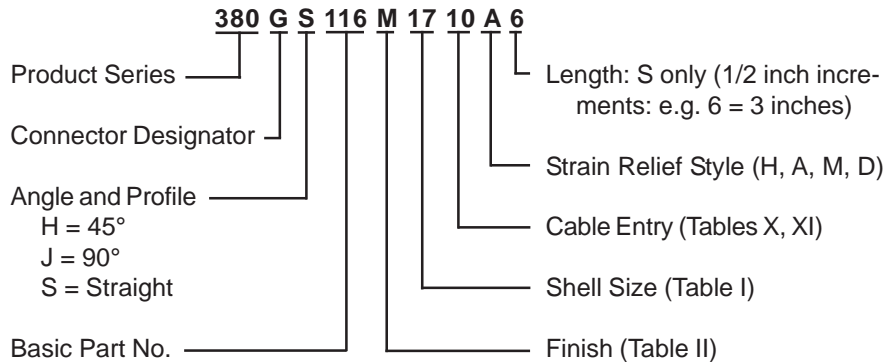 380 G S 116 M 17 10 A 6
Product Series
Connector Designator
Angle and Profile
H = 45°
J = 90°
S = Straight
Basic Part No.
Length: S only (1/2 inch incre-
ments: e.g. 6 = 3 inches)
Strain Relief Style (H, A, M, D)
Cable Entry (Tables X, XI)
Shell Size (Table I)
Finish (Table II)